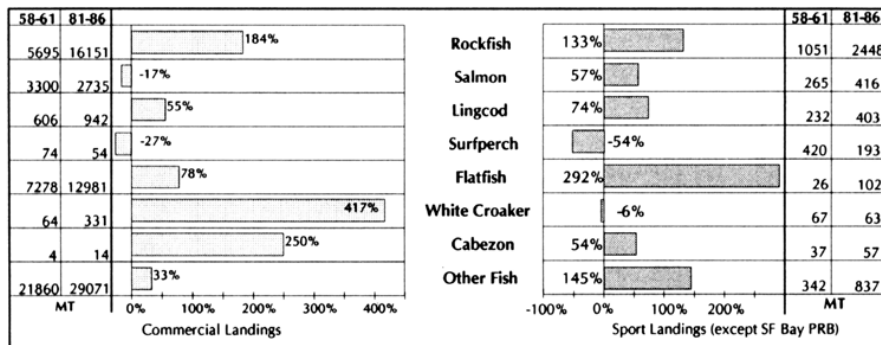 58-61 81-86 58-61 81-86
5695 16151 184% Rockfish 133% 1051 2448
3300 2735 -17% Salmon 57% 265 416
606 942 55% Lingcod 74% 232 403
74 54 -27% Surfperch -54% 420 193
7278 12981 78% Flatfish 292% 26 102
64 331 417% White Croaker -6% 67 63
4 14 250% Cabezon 54% 37 57
21860 29071 33% Other Fish 145% 342 837
MT 0% 100% 200% 300% 400% -100% 0% 100% 200% MT
Commercial Landings Sport Landings (except SF Bay PRB)